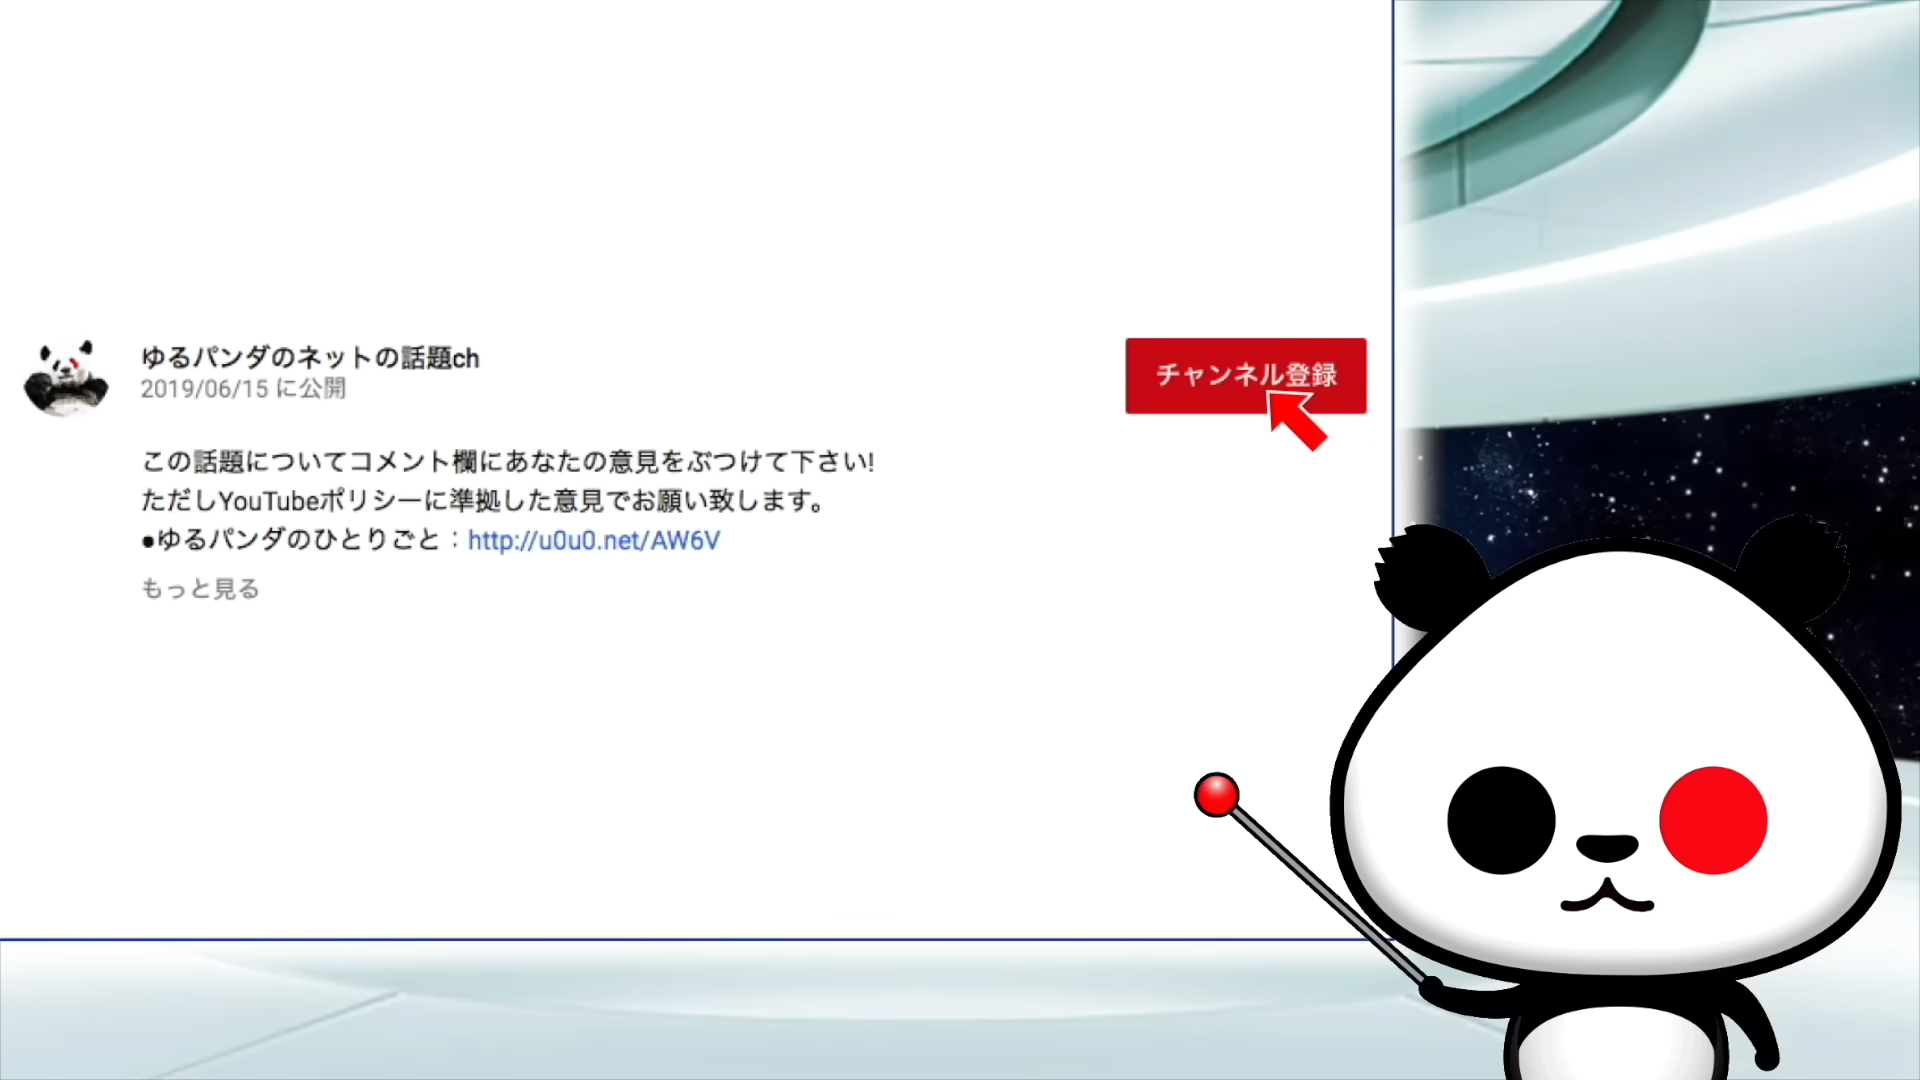 ゆるパンダのネットの話題ch
2019/06/15 に公開
チャンネル登録
この話題についてコメント欄にあなたの意見をぶつけて下さい!
ただしYouTubeポリシーに準拠した意見でお願い致します。
●ゆるパンダのひとりごと：http://u0u0.net/AW6V
もっと見る